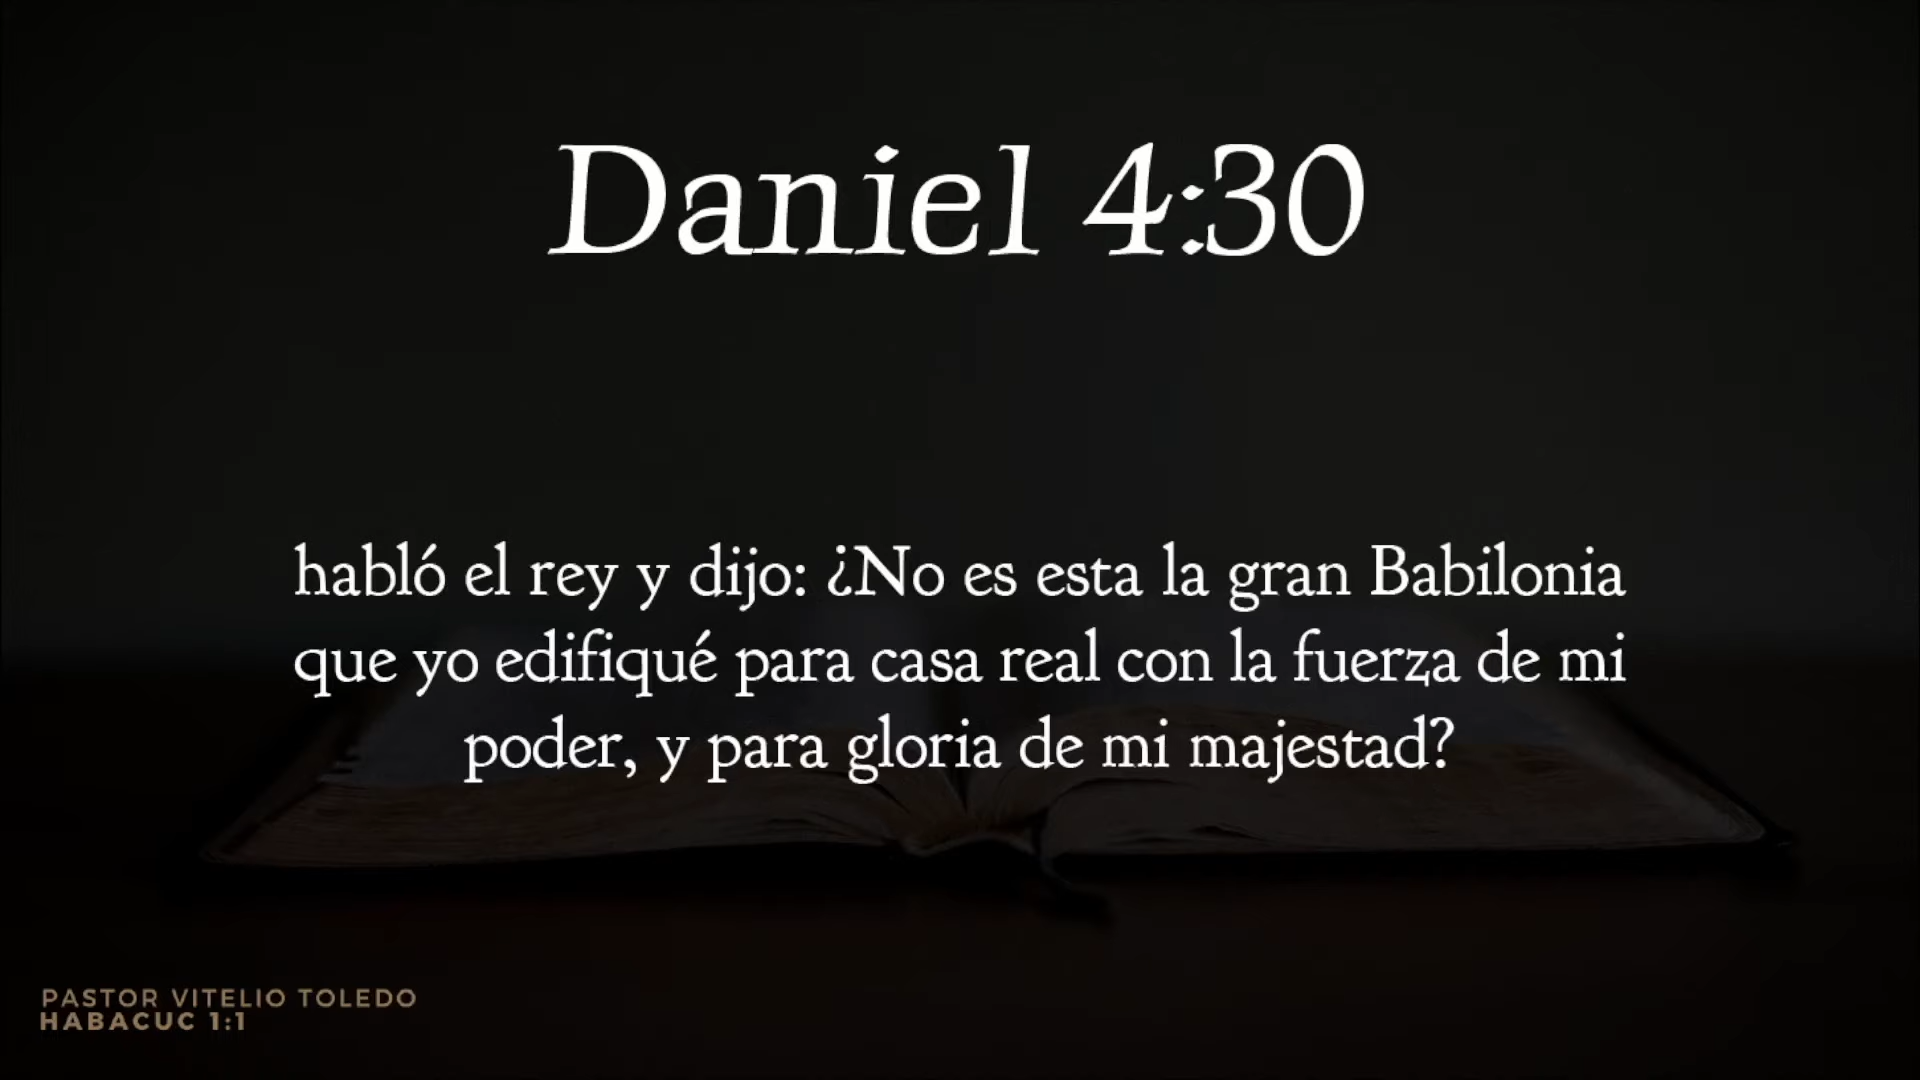 Daniel 4:30
habló el rey y dijo: ¿No es esta la gran Babilonia
que yo edifiqué para casa real con la fuerza de mi
poder, y para gloria de mi majestad?
PASTOR VITELIO TOLEDO
HABACUC 1:1